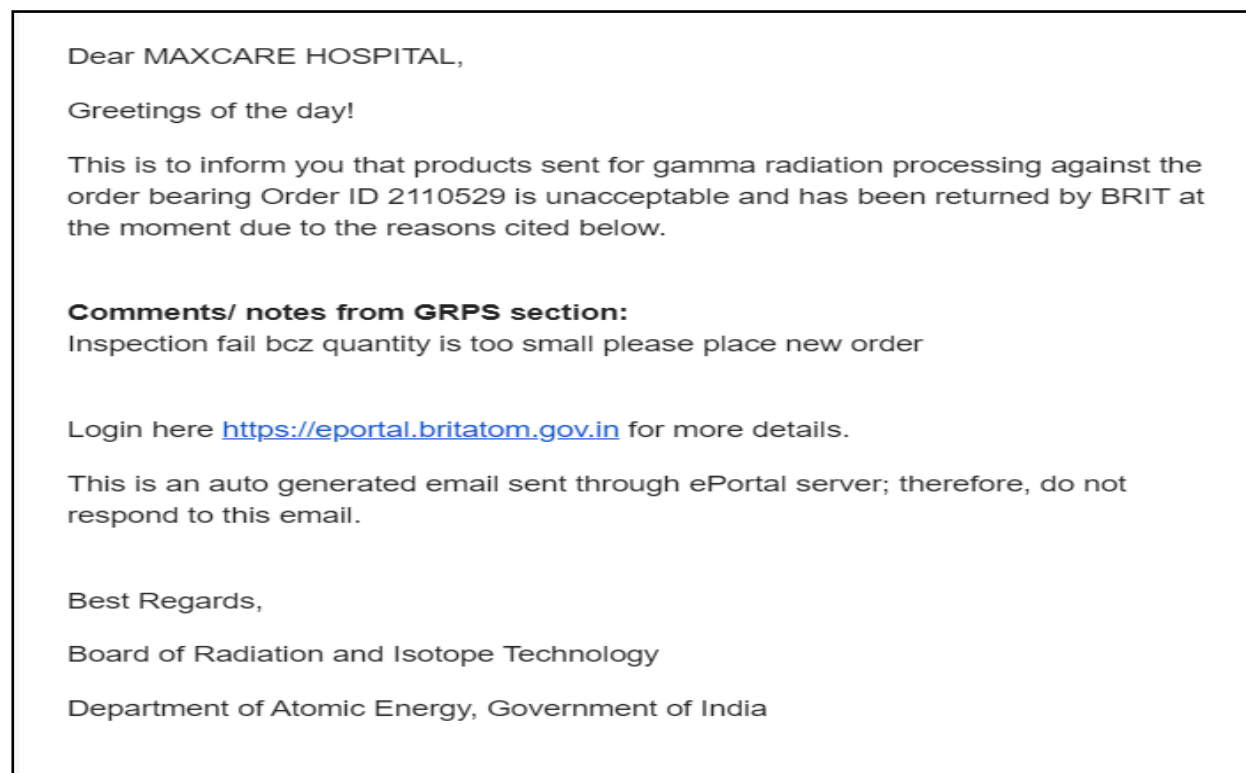 Dear MAXCARE HOSPITAL,
Greetings of the day!
This is to inform you that products sent for gamma radiation processing against the
order bearing Order ID 2110529 is unacceptable and has been returned by BRIT at
the moment due to the reasons cited below.
Comments/ notes from GRPS section:
Inspection fail bcz quantity is too small please place new order
Login here https://eportal.britatom.gov.in for more details.
This is an auto generated email sent through ePortal server; therefore, do not
respond to this email.
Best Regards,
Board of Radiation and Isotope Technology
Department of Atomic Energy, Government of India